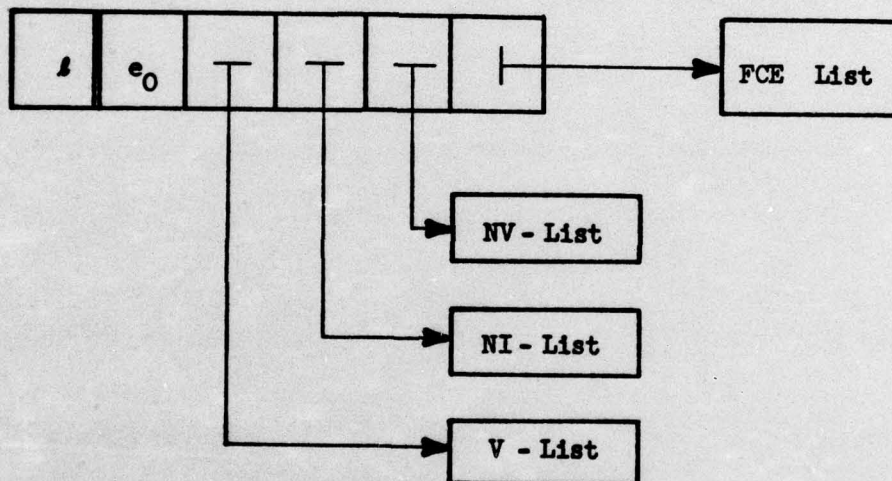 ℓ e₀
FCE List
NV - List
NI - List
V - List